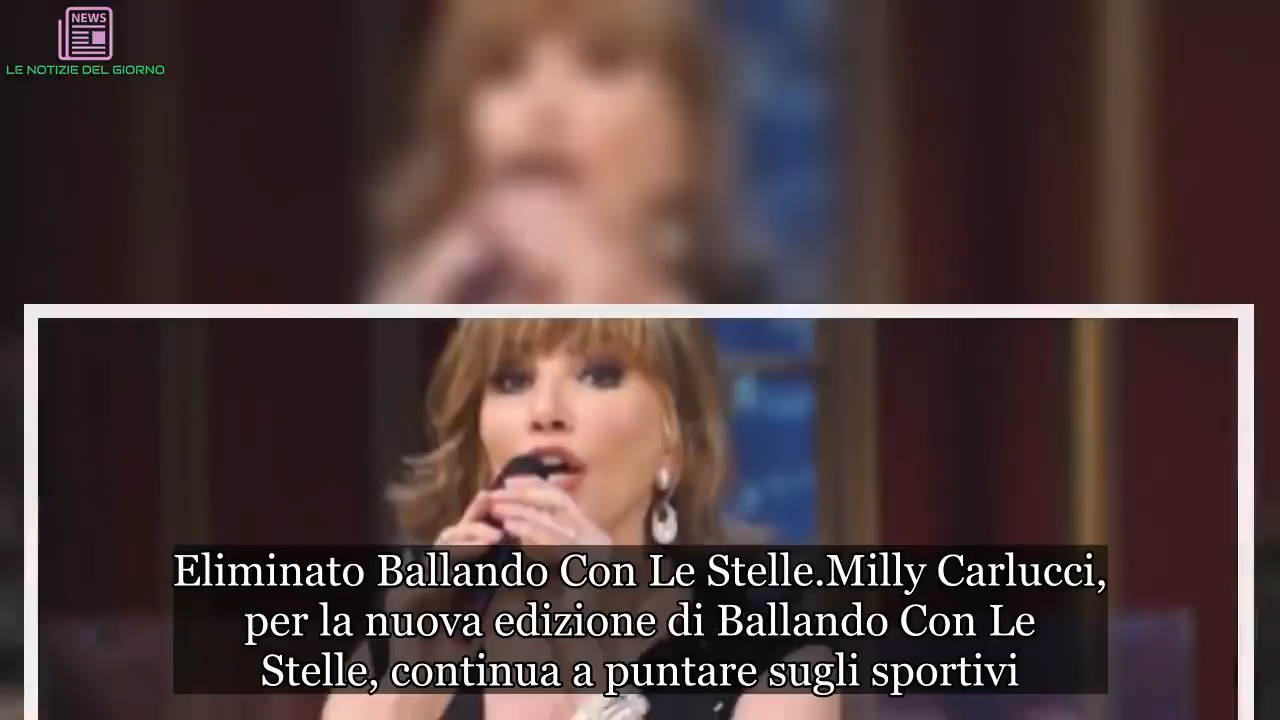 NEWS
LE NOTIZIE DEL GIORNO
Eliminato Ballando Con Le Stelle.Milly Carlucci,
per la nuova edizione di Ballando Con Le
Stelle, continua a puntare sugli sportivi